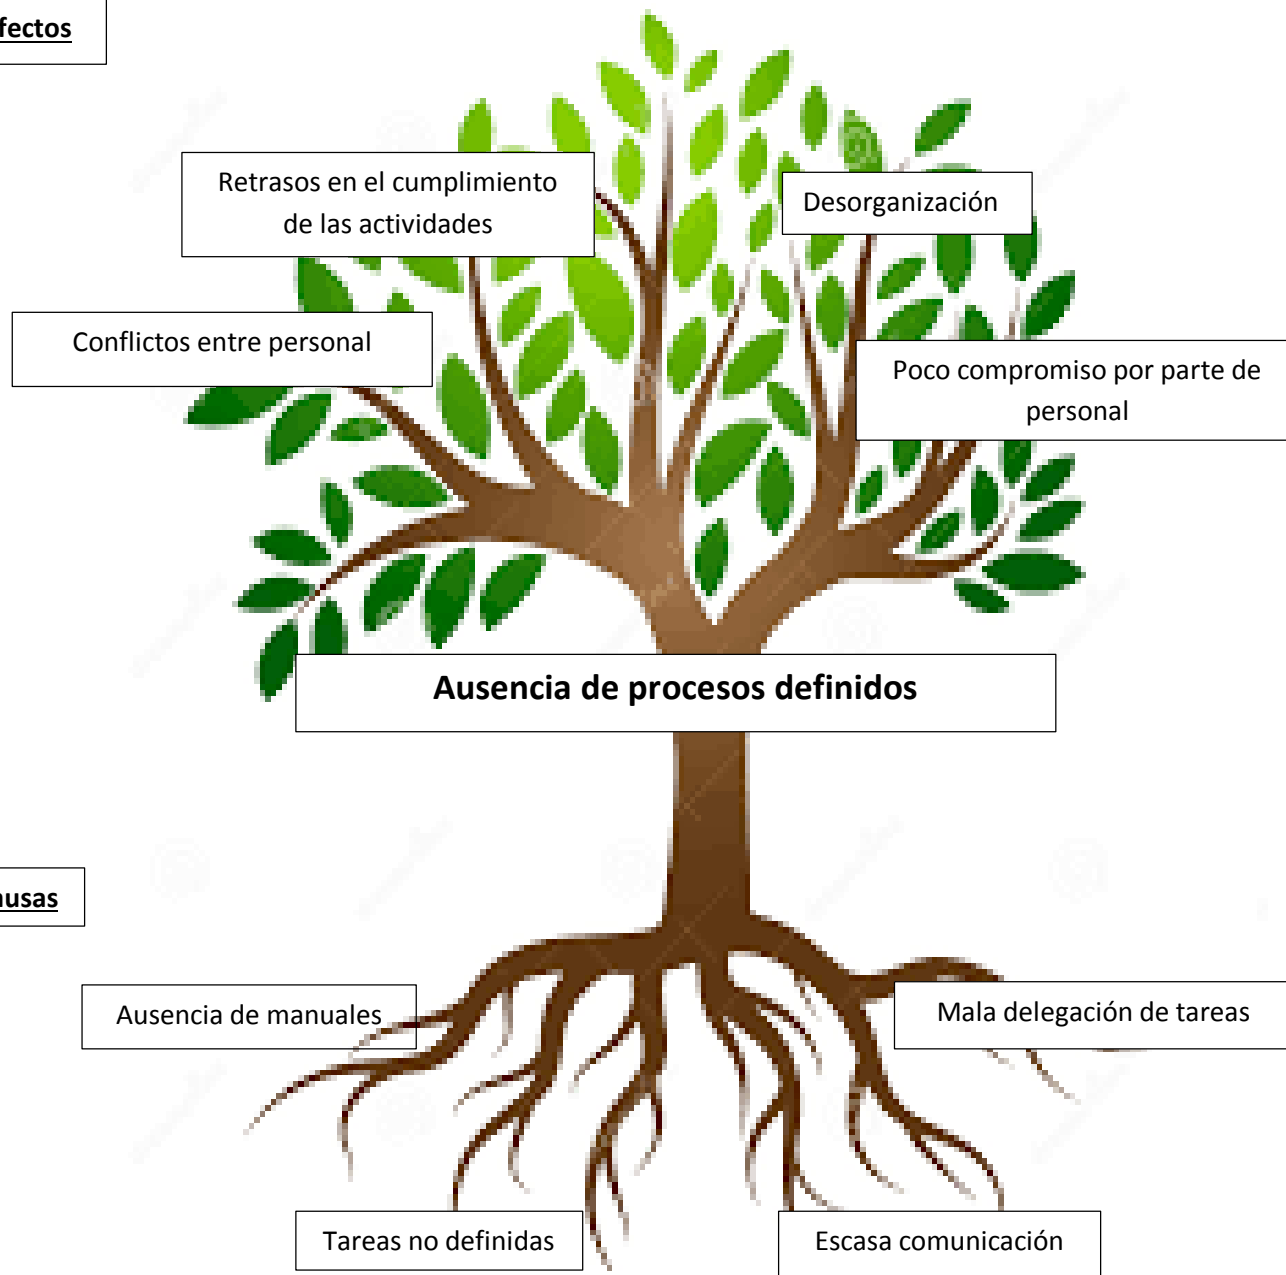 fectos
Retrasos en el cumplimiento
de las actividades
Desorganización
Conflictos entre personal
Poco compromiso por parte de
personal
Ausencia de procesos definidos
usas
Ausencia de manuales
Mala delegación de tareas
Tareas no definidas
Escasa comunicación